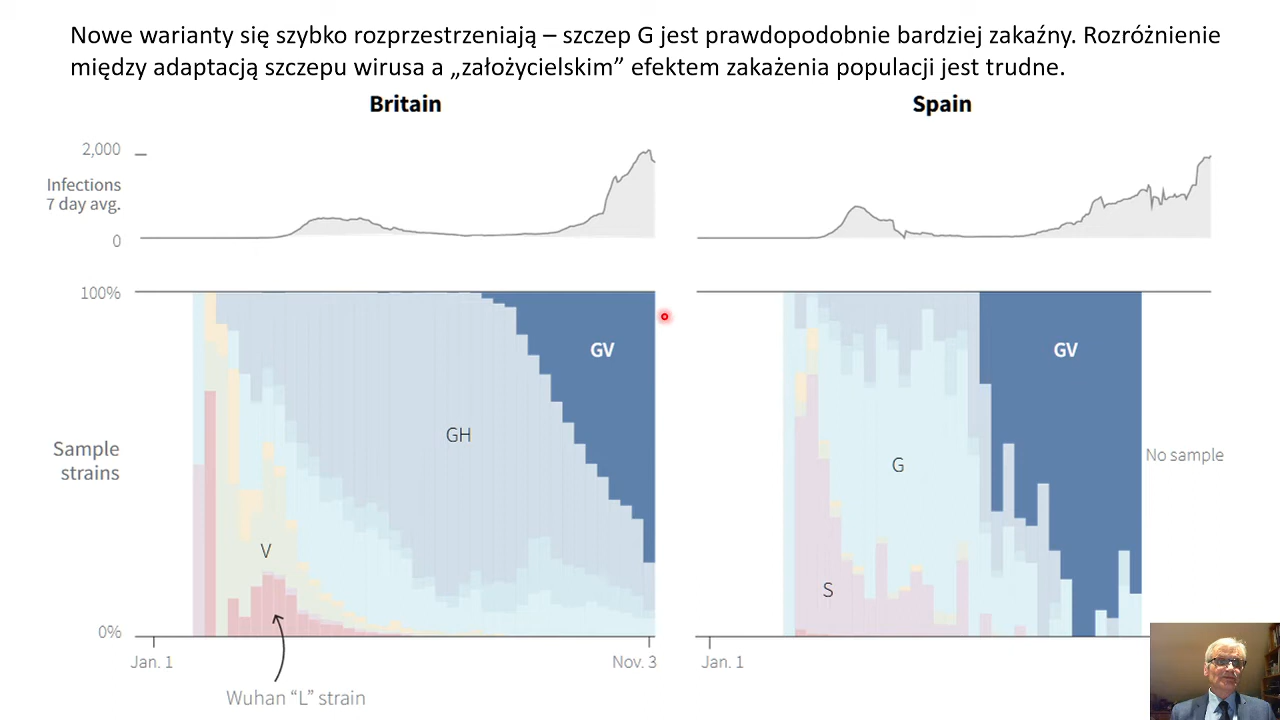 Nowe warianty się szybko rozprzestrzeniają – szczep G jest prawdopodobnie bardziej zakaźny. Rozróżnienie
między adaptacją szczepu wirusa a „założycielskim” efektem zakażenia populacji jest trudne.
Britain
Spain
2,000
Infections
7 day avg.
0
100%
GV
GV
GH
Sample
strains
No sample
G
V
S
0%
Jan. 1
Nov. 3
Jan. 1
Wuhan “L” strain